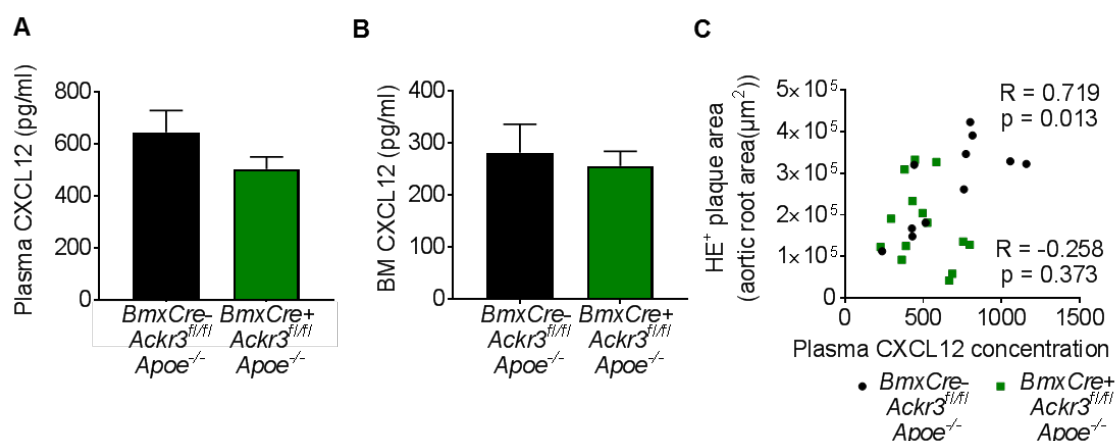 A
Plasma CXCL12 (pg/ml)
800
600
400
200
0
BmxCre- BmxCre+
Ackr3fl/fl Ackr3fl/fl
Apoe-/- Apoe-/-
B
BM CXCL12 (pg/ml)
400
300
200
100
0
BmxCre- BmxCre+
Ackr3fl/fl Ackr3fl/fl
Apoe-/- Apoe-/-
C
HE+ plaque area
(aortic root area(µm²))
5×10⁵
4×10⁵
3×10⁵
2×10⁵
1×10⁵
0
R = 0.719
p = 0.013
R = -0.258
p = 0.373
0 500 1000 1500
Plasma CXCL12 concentration
BmxCre- BmxCre+
Ackr3fl/fl Ackr3fl/fl
Apoe-/- Apoe-/-